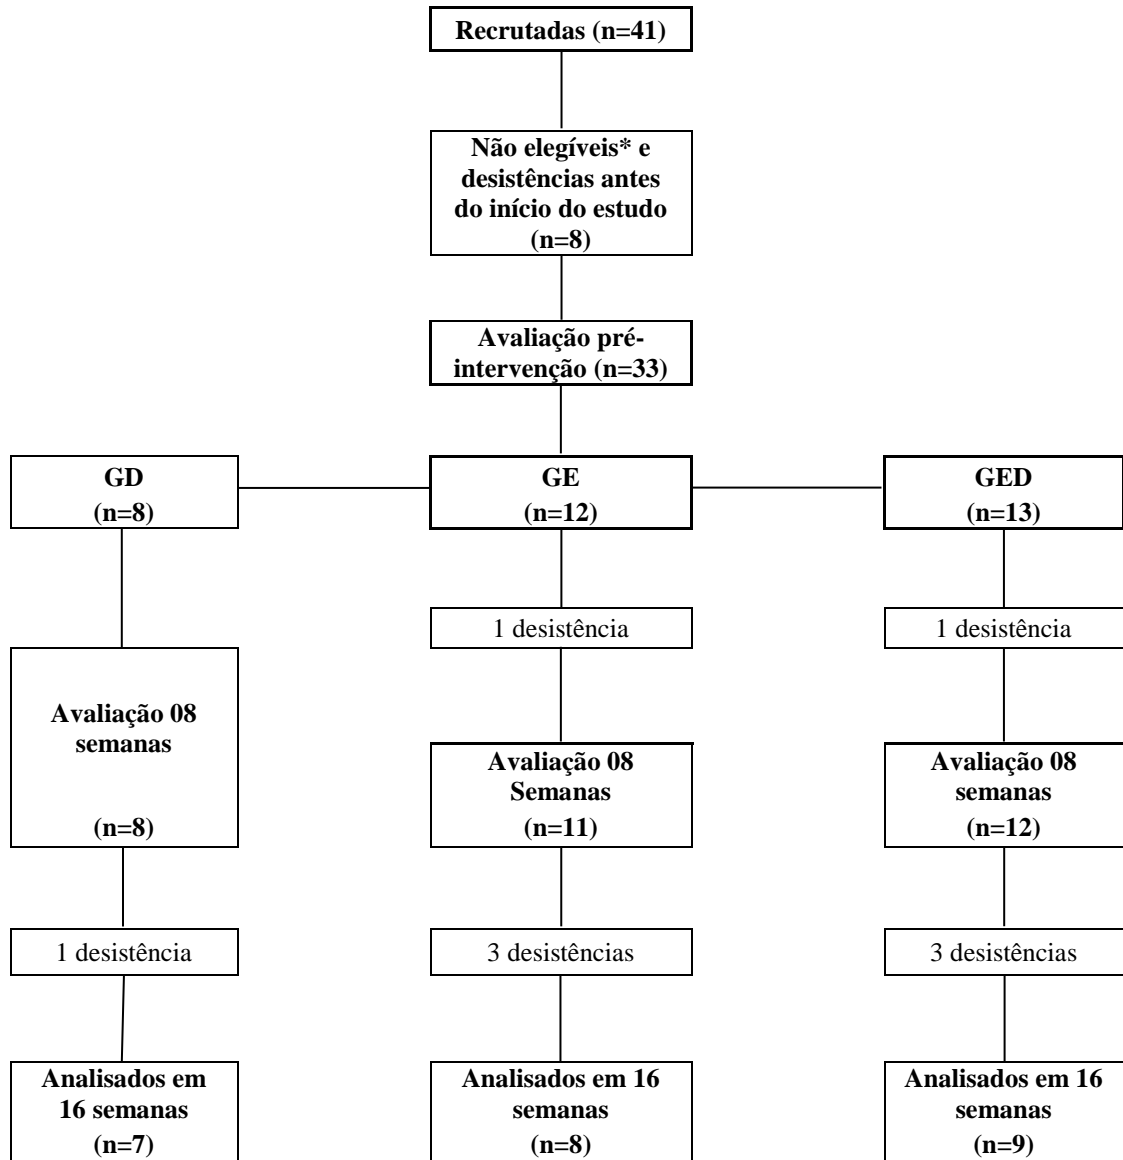 Recrutadas (n=41)
Não elegíveis* e
desistências antes
do início do estudo
(n=8)
Avaliação pré-
intervenção (n=33)
GD
(n=8)
GE
(n=12)
GED
(n=13)
1 desistência
1 desistência
Avaliação 08
semanas
(n=8)
Avaliação 08
Semanas
(n=11)
Avaliação 08
semanas
(n=12)
1 desistência
3 desistências
3 desistências
Analisados em
16 semanas
(n=7)
Analisados em 16
semanas
(n=8)
Analisados em 16
semanas
(n=9)